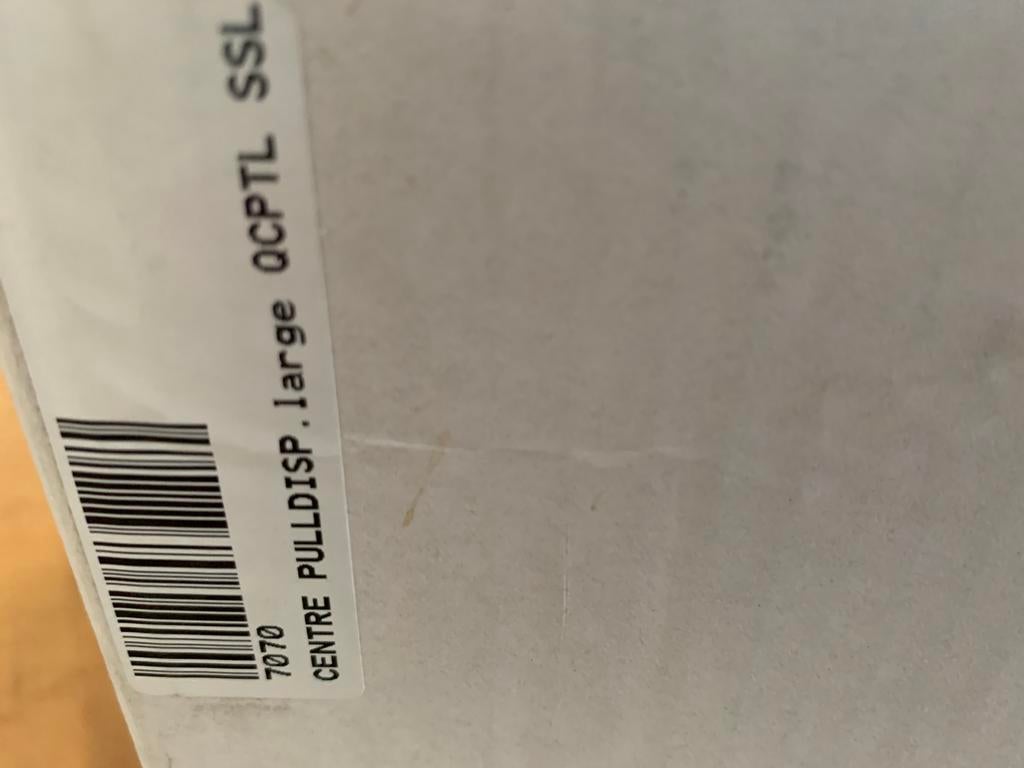 7070
CENTRE PULLDISP.large QCPTL SSL